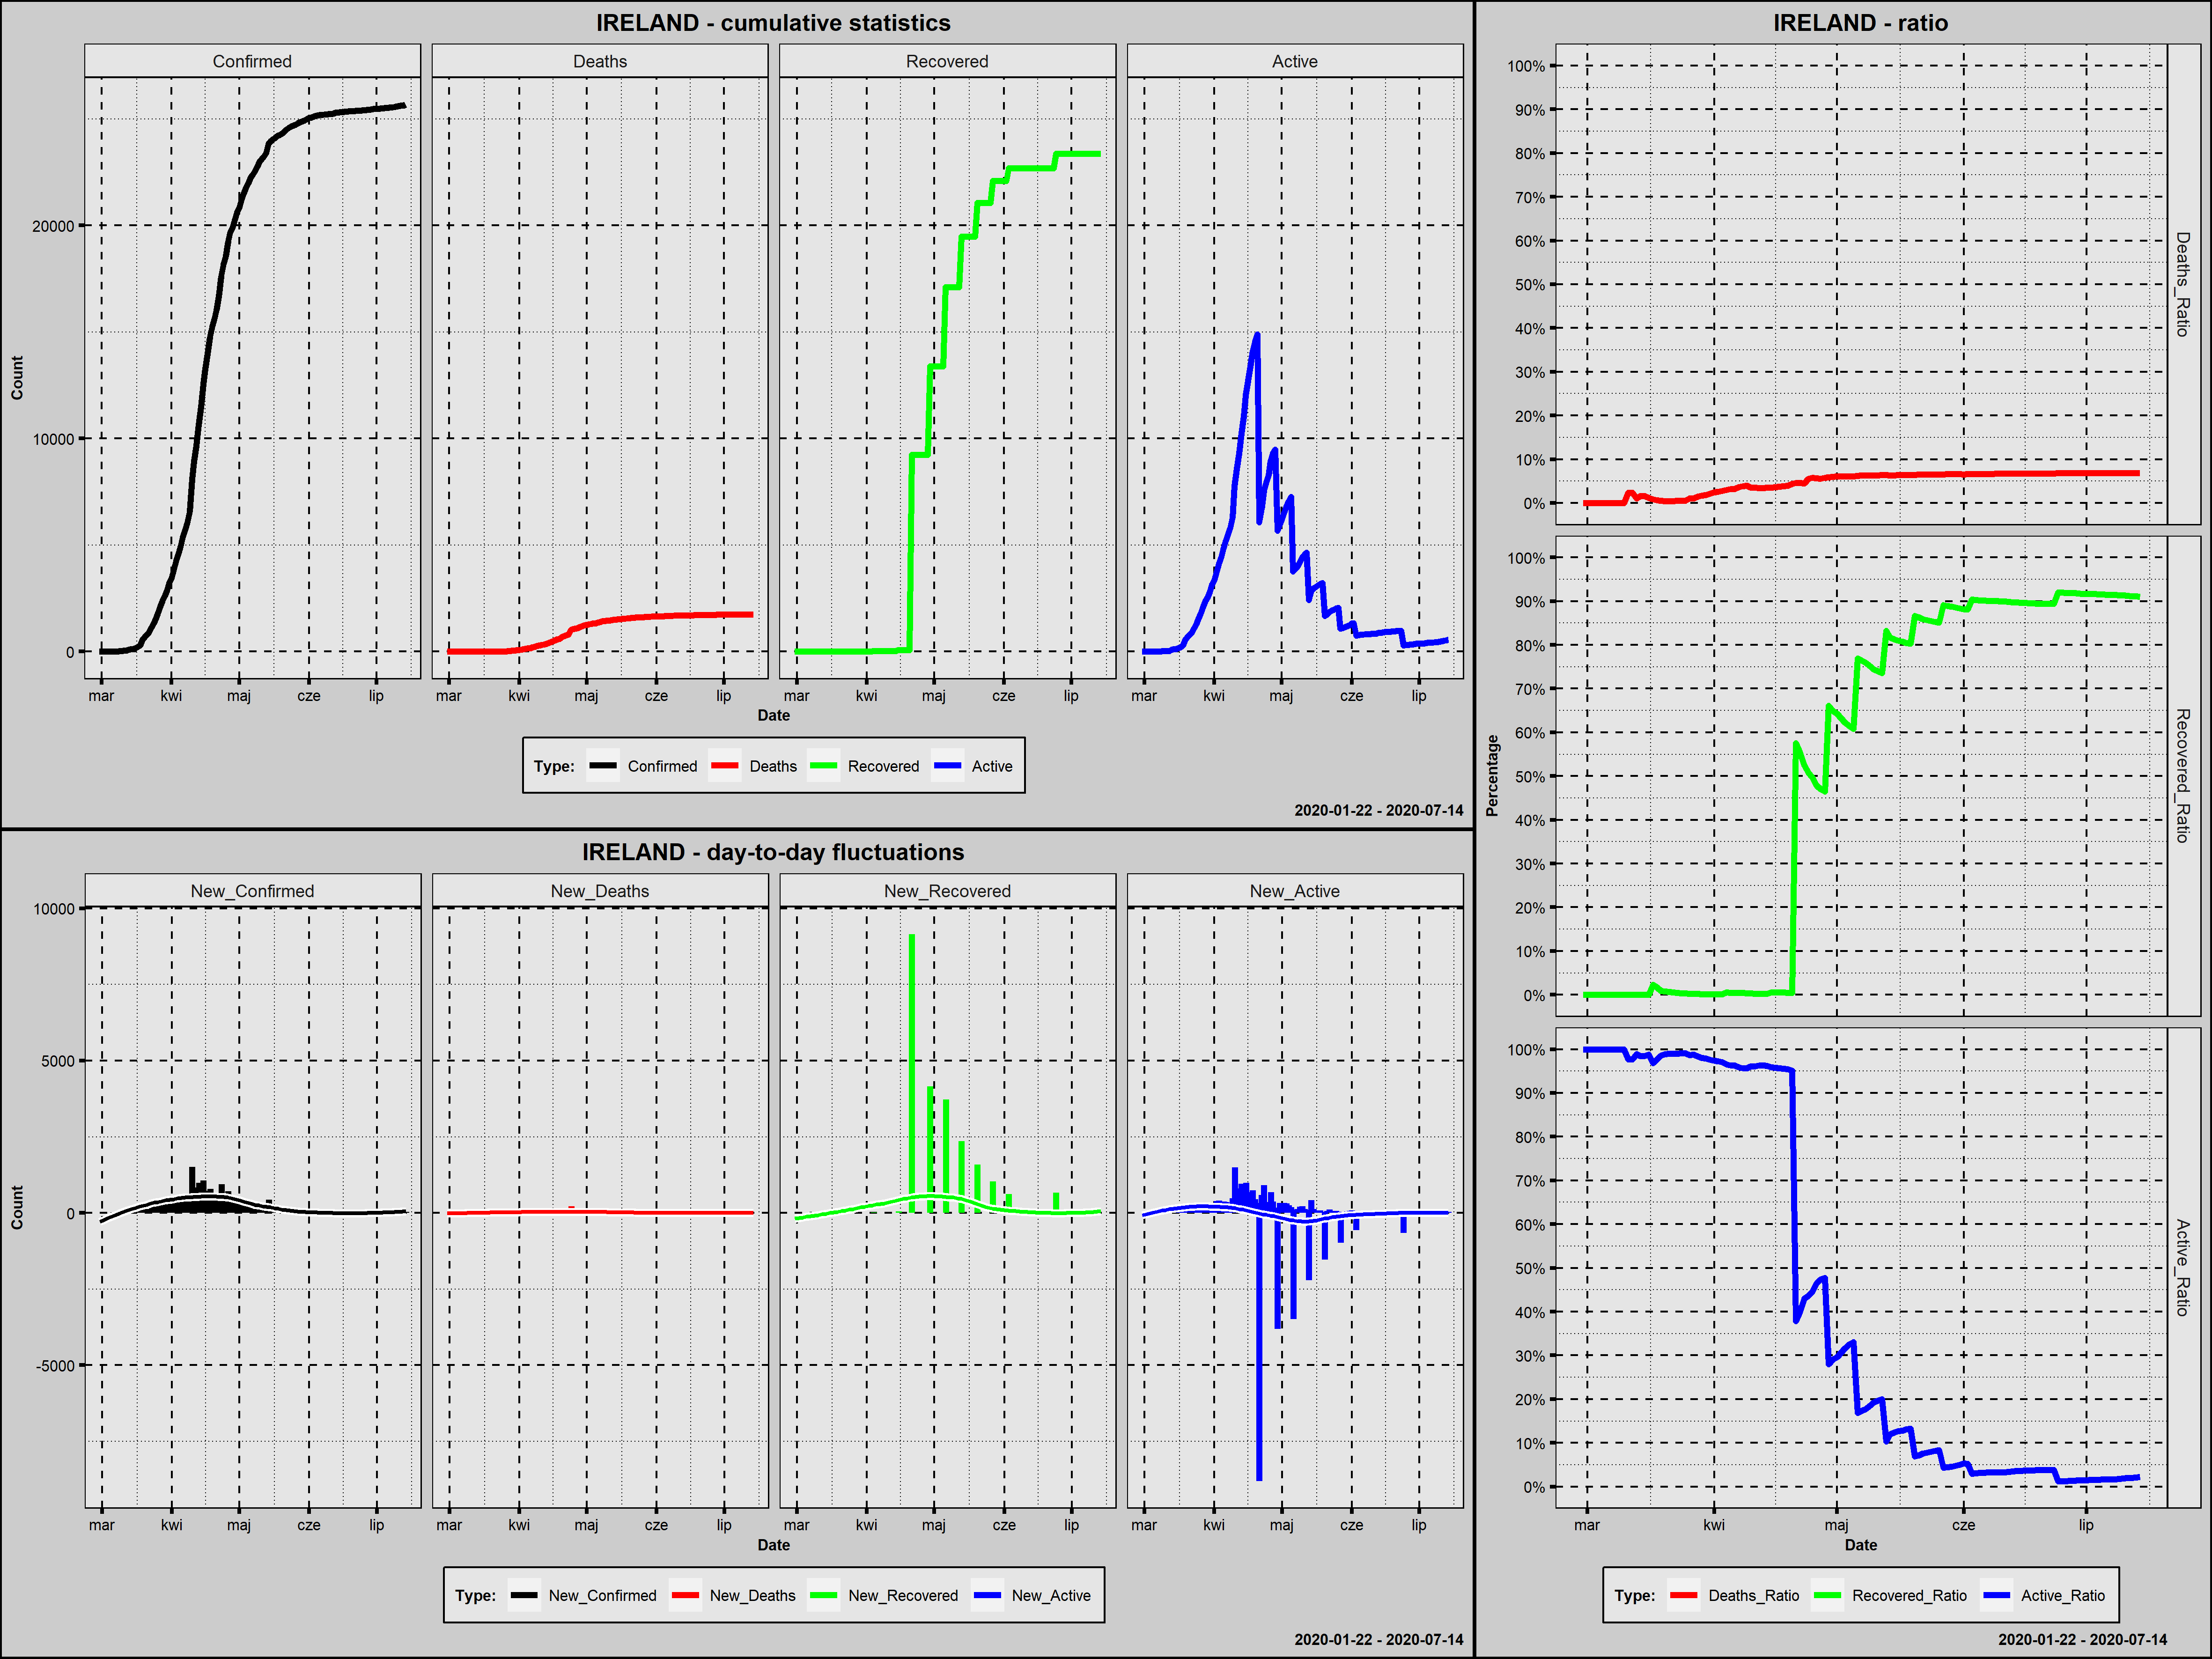 IRELAND - cumulative statistics
Confirmed Deaths Recovered Active
Count
20000
10000
0
mar kwi maj cze lip mar kwi maj cze lip mar kwi maj cze lip mar kwi maj cze lip
Date
Type: Confirmed Deaths Recovered Active
2020-01-22 - 2020-07-14
IRELAND - day-to-day fluctuations
New_Confirmed New_Deaths New_Recovered New_Active
Count
10000
5000
0
-5000
mar kwi maj cze lip mar kwi maj cze lip mar kwi maj cze lip mar kwi maj cze lip
Date
Type: New_Confirmed New_Deaths New_Recovered New_Active
2020-01-22 - 2020-07-14
IRELAND - ratio
Percentage
100%
90%
80%
70%
60%
50%
40%
30%
20%
10%
0%
Deaths_Ratio
100%
90%
80%
70%
60%
50%
40%
30%
20%
10%
0%
Recovered_Ratio
100%
90%
80%
70%
60%
50%
40%
30%
20%
10%
0%
Active_Ratio
mar kwi maj cze lip
Date
Type: Deaths_Ratio Recovered_Ratio Active_Ratio
2020-01-22 - 2020-07-14